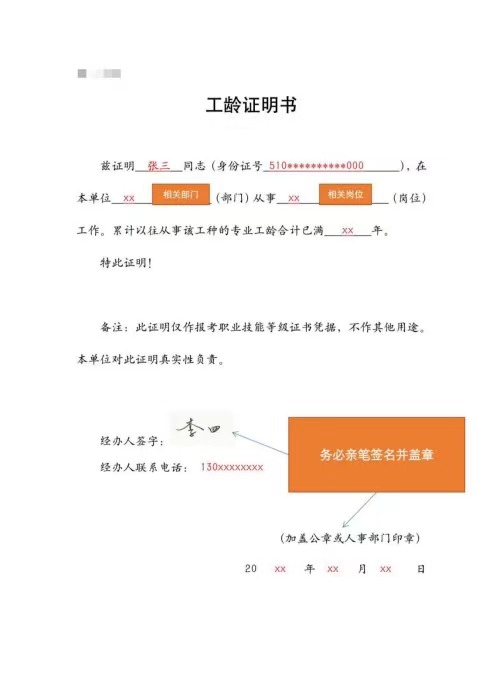 工龄证明书
兹证明 张三 同志（身份证号 510**********000 ），在
本单位 xx 相关部门（部门）从事 xx 相关岗位（岗位）
工作。累计以往从事该工种的专业工龄合计已满 xx 年。
特此证明！
备注：此证明仅作报考职业技能等级证书凭据，不作其他用途。
本单位对此证明真实性负责。
经办人签字：李四
务必亲笔签名并盖章
经办人联系电话： 130xxxxxxxx
（加盖公章或人事部门印章）
20 xx 年 xx 月 xx 日